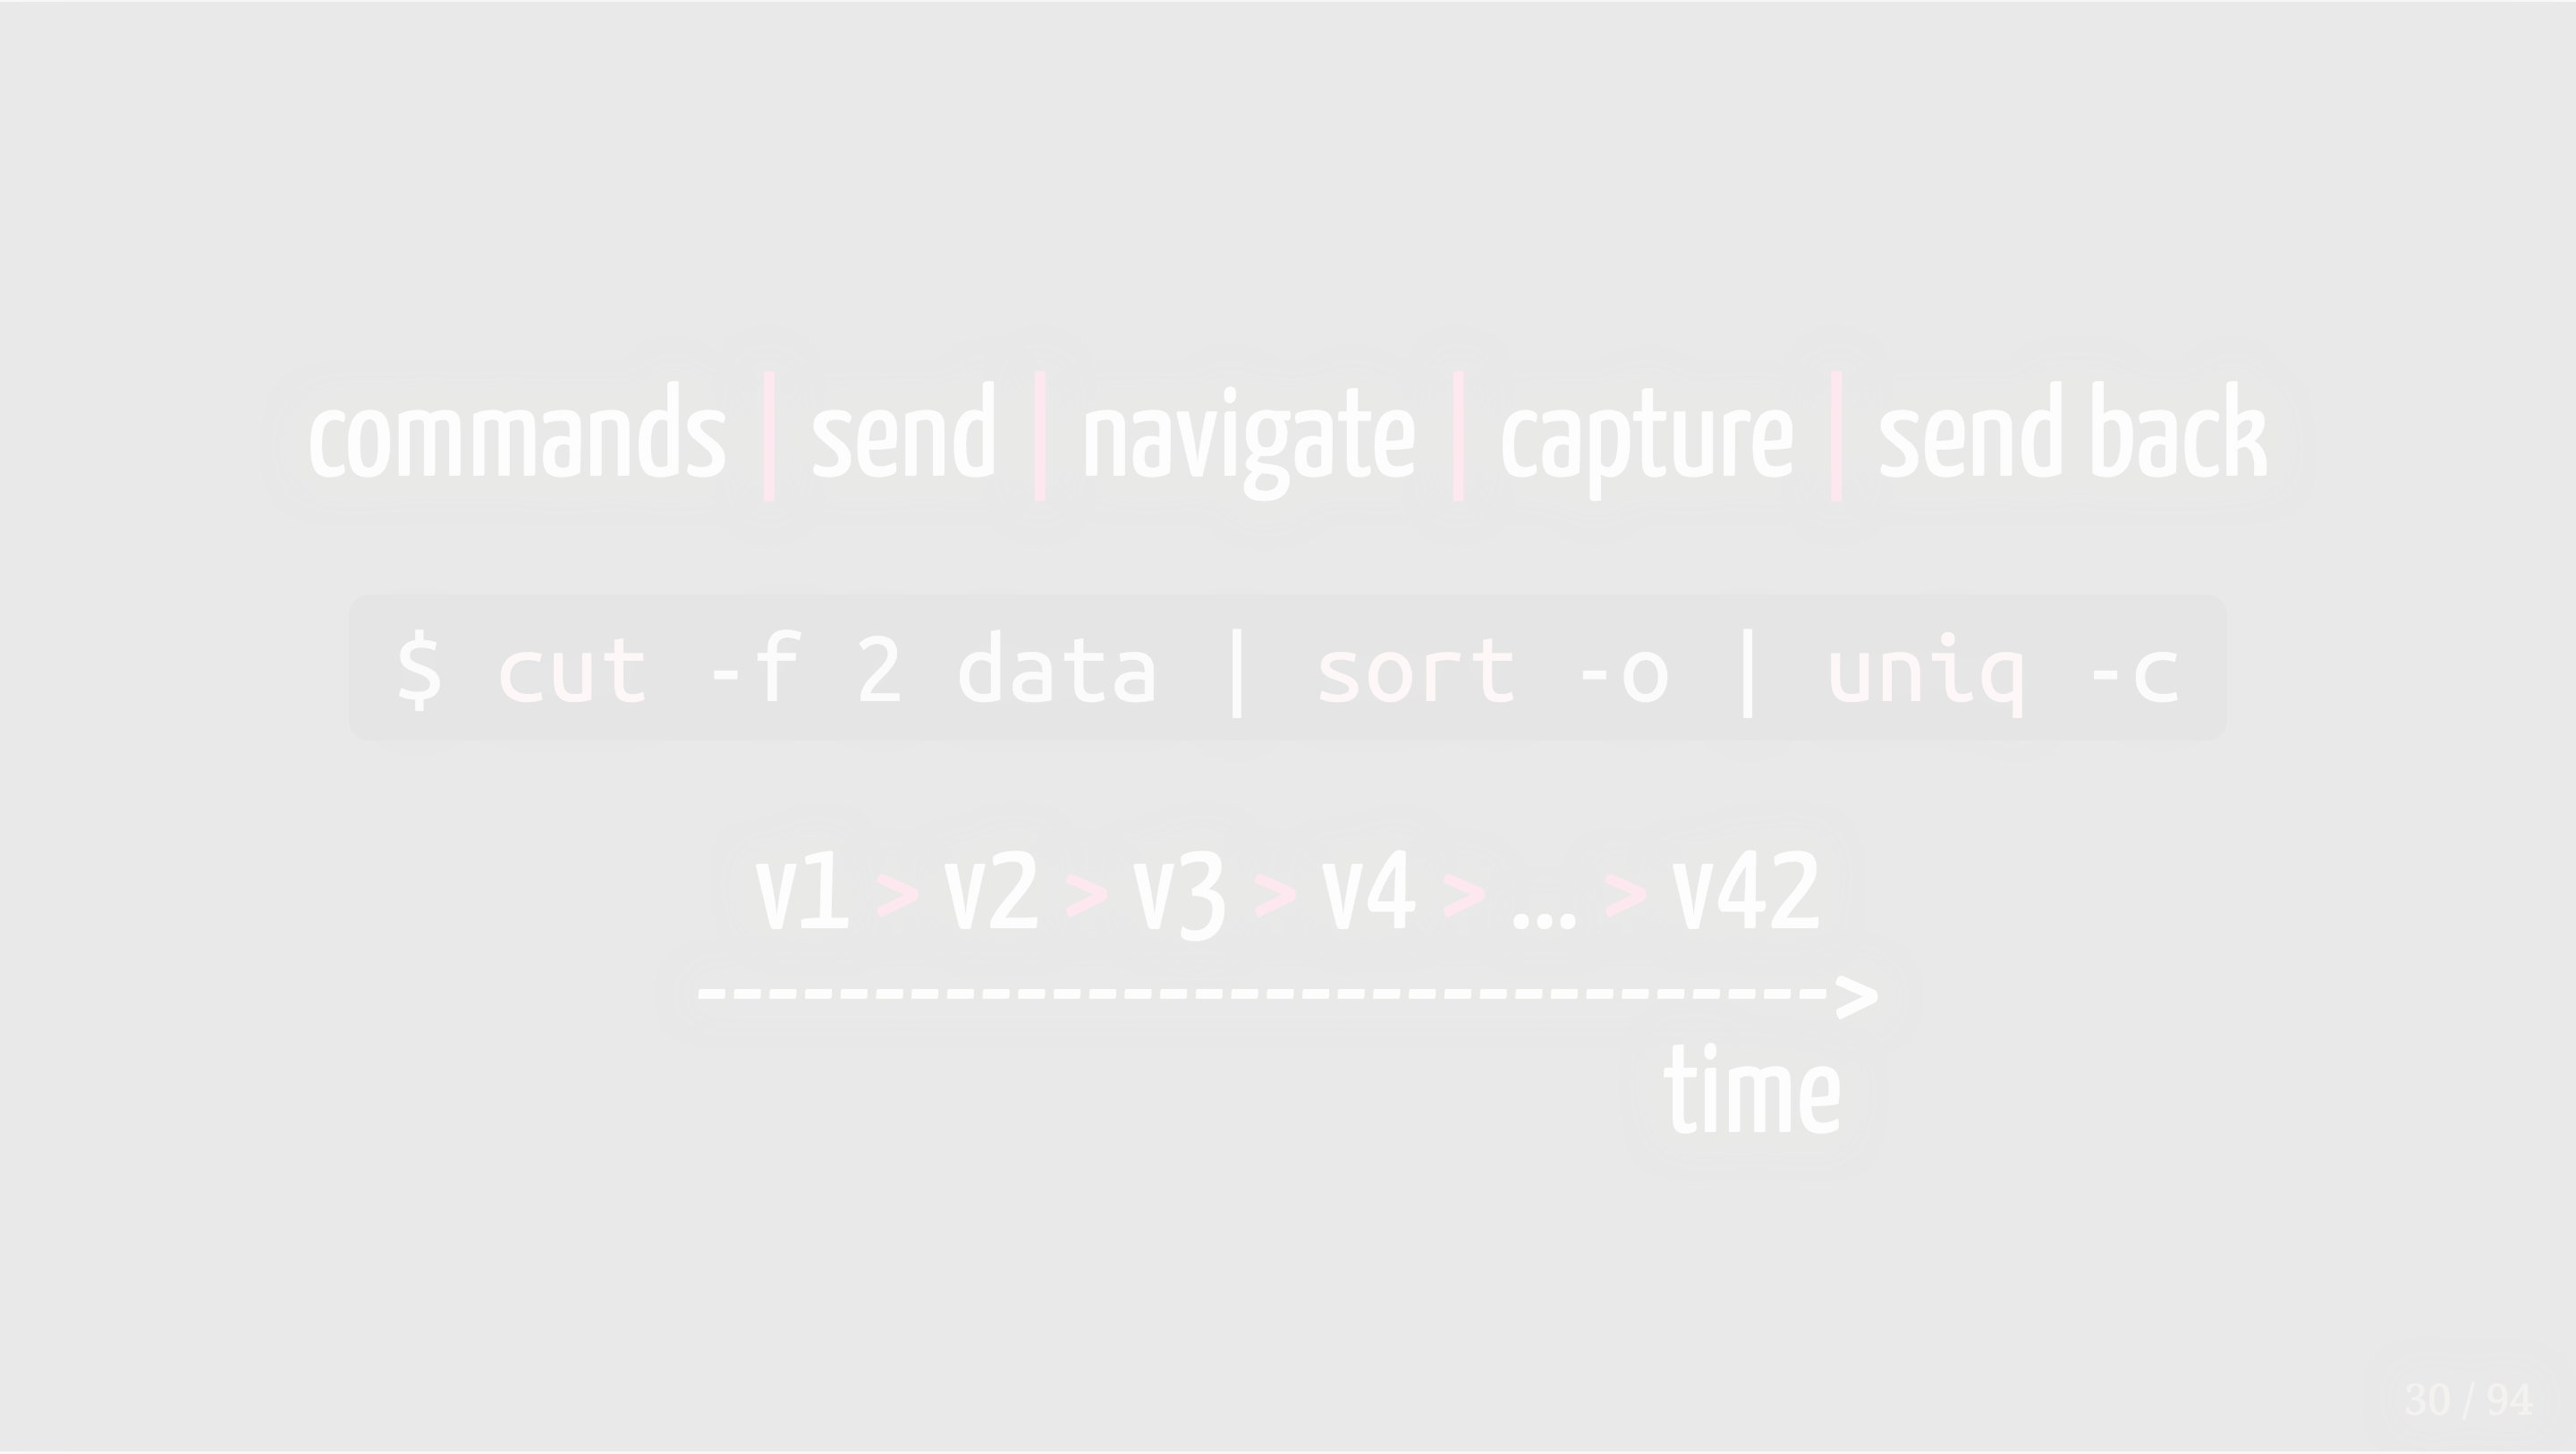 commands | send | navigate | capture | send back
$ cut -f 2 data | sort -o | uniq -c
v1 > v2 > v3 > v4 > ... > v42
-------------------------------->
time
30 / 94